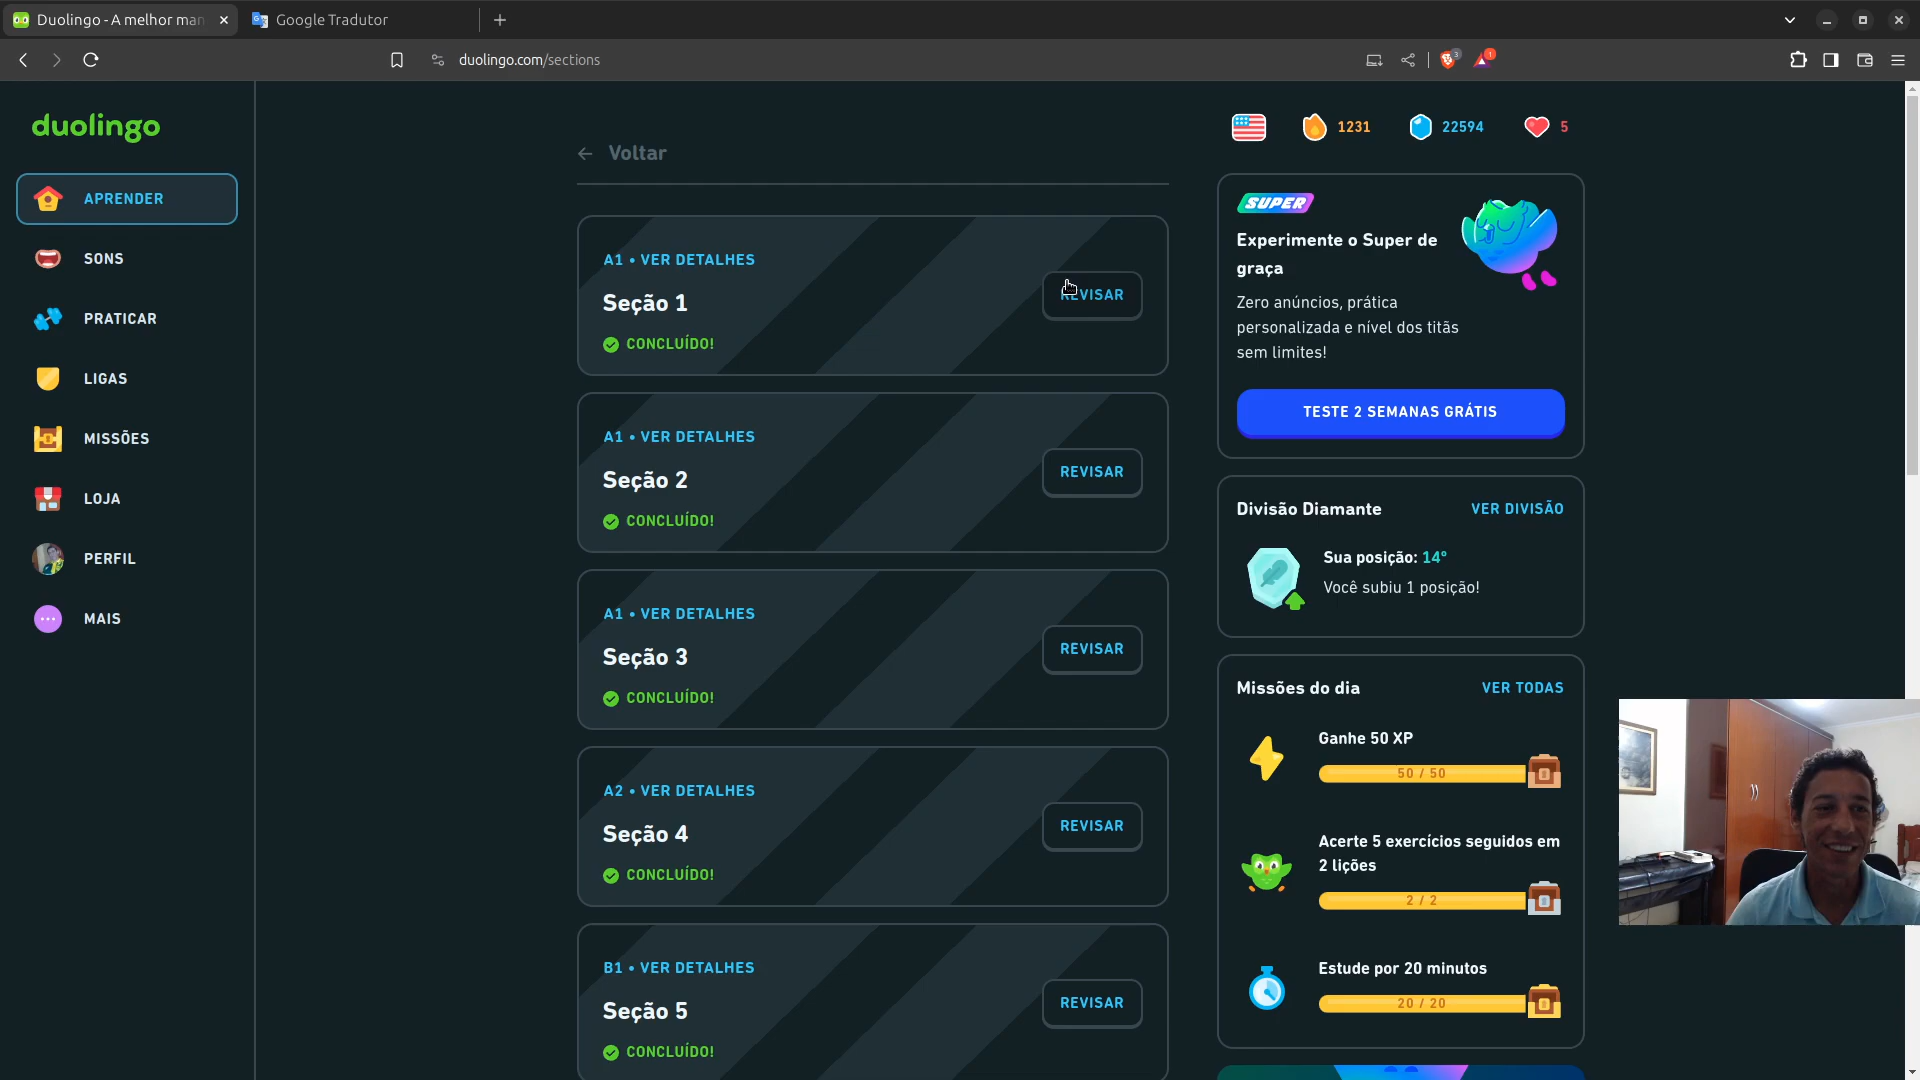 Duolingo - A melhor man
Google Tradutor
duolingo.com/sections
3
1
duolingo
APRENDER
SONS
PRATICAR
LIGAS
MISSÕES
LOJA
PERFIL
MAIS
Voltar
A1 • VER DETALHES
Seção 1
CONCLUÍDO!
REVISAR
A1 • VER DETALHES
Seção 2
CONCLUÍDO!
REVISAR
A1 • VER DETALHES
Seção 3
CONCLUÍDO!
REVISAR
A2 • VER DETALHES
Seção 4
CONCLUÍDO!
REVISAR
B1 • VER DETALHES
Seção 5
CONCLUÍDO!
REVISAR
1231
22594
5
SUPER
Experimente o Super de
graça
Zero anúncios, prática
personalizada e nível dos titãs
sem limites!
TESTE 2 SEMANAS GRÁTIS
Divisão Diamante
VER DIVISÃO
Sua posição: 14º
Você subiu 1 posição!
Missões do dia
VER TODAS
Ganhe 50 XP
50 / 50
Acerte 5 exercícios seguidos em
2 lições
2 / 2
Estude por 20 minutos
20 / 20